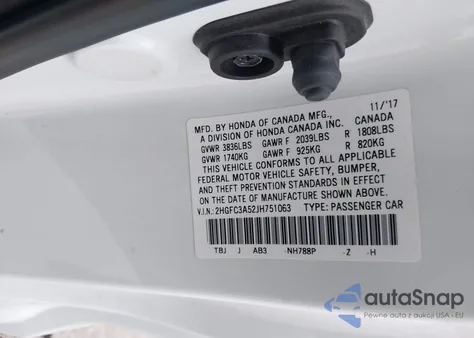 11/'17
MFD. BY HONDA OF CANADA MFG.,
A DIVISION OF HONDA CANADA INC. CANADA
GVWR 3836LBS GAWR F 2039LBS R 1808LBS
GVWR 1740KG GAWR F 925KG R 820KG
THIS VEHICLE CONFORMS TO ALL APPLICABLE
FEDERAL MOTOR VEHICLE SAFETY, BUMPER,
AND THEFT PREVENTION STANDARDS IN EFFECT
ON THE DATE OF MANUFACTURE SHOWN ABOVE.
V.I.N.: 2HGFC3A52JH751063 TYPE: PASSENGER CAR
TBJ J AB3 -NH788P -Z -H
autoSnap
Pewne auta z USA i EU